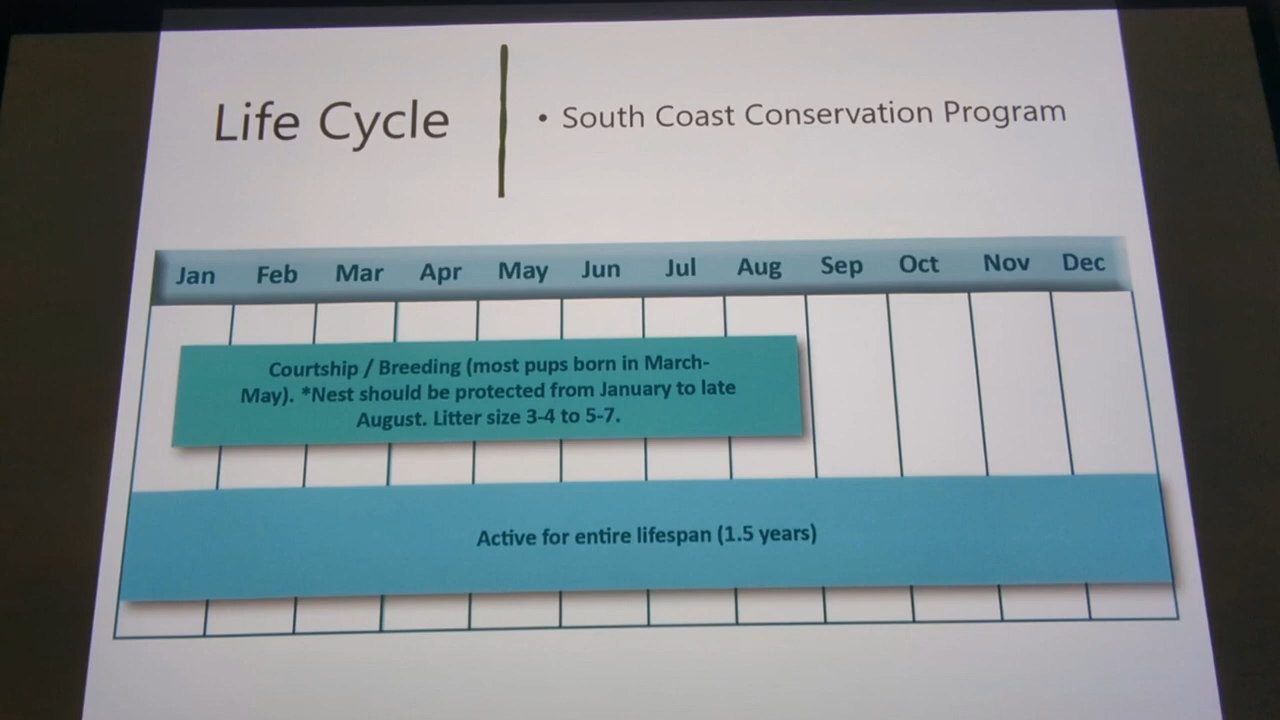 Life Cycle
• South Coast Conservation Program
Jan Feb Mar Apr May Jun Jul Aug Sep Oct Nov Dec
Courtship / Breeding (most pups born in March-
May). *Nest should be protected from January to late
August. Litter size 3-4 to 5-7.
Active for entire lifespan (1.5 years)